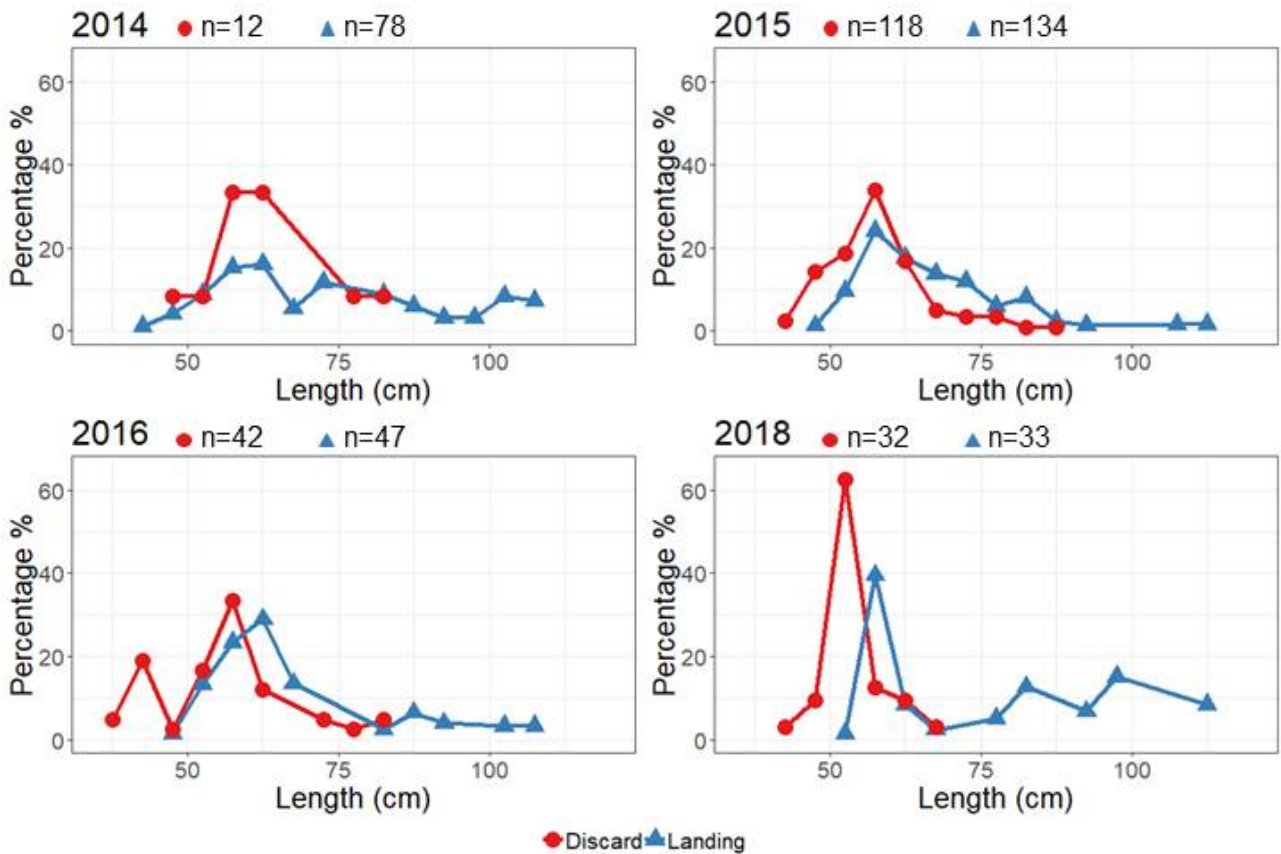 2014 n=12 n=78
2015 n=118 n=134
Percentage %
60
40
20
0
50 75 100
Length (cm)
Percentage %
60
40
20
0
50 75 100
Length (cm)
2016 n=42 n=47
2018 n=32 n=33
Percentage %
60
40
20
0
50 75 100
Length (cm)
Percentage %
60
40
20
0
50 75 100
Length (cm)
Discard Landing